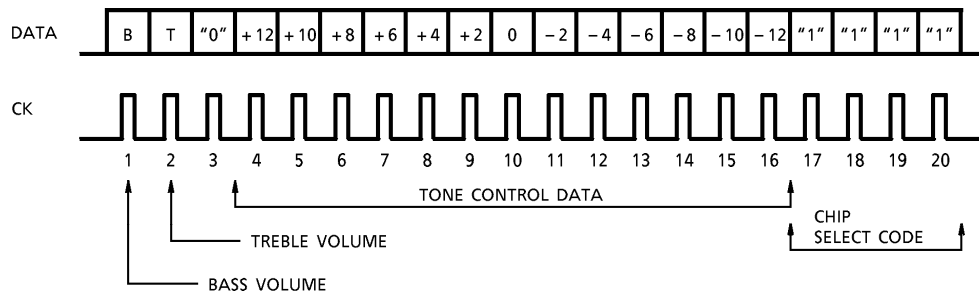 DATA B T “0” +12 +10 +8 +6 +4 +2 0 −2 −4 −6 −8 −10 −12 “1” “1” “1” “1”
CK
1 2 3 4 5 6 7 8 9 10 11 12 13 14 15 16 17 18 19 20
TONE CONTROL DATA
CHIP
SELECT CODE
TREBLE VOLUME
BASS VOLUME